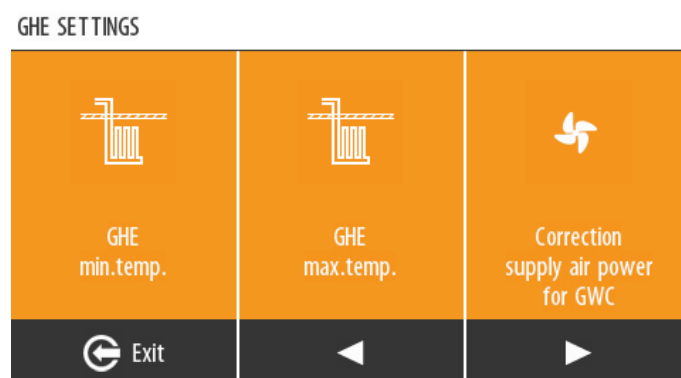 GHE SETTINGS
GHE
min.temp.
GHE
max.temp.
Correction
supply air power
for GWC
Exit